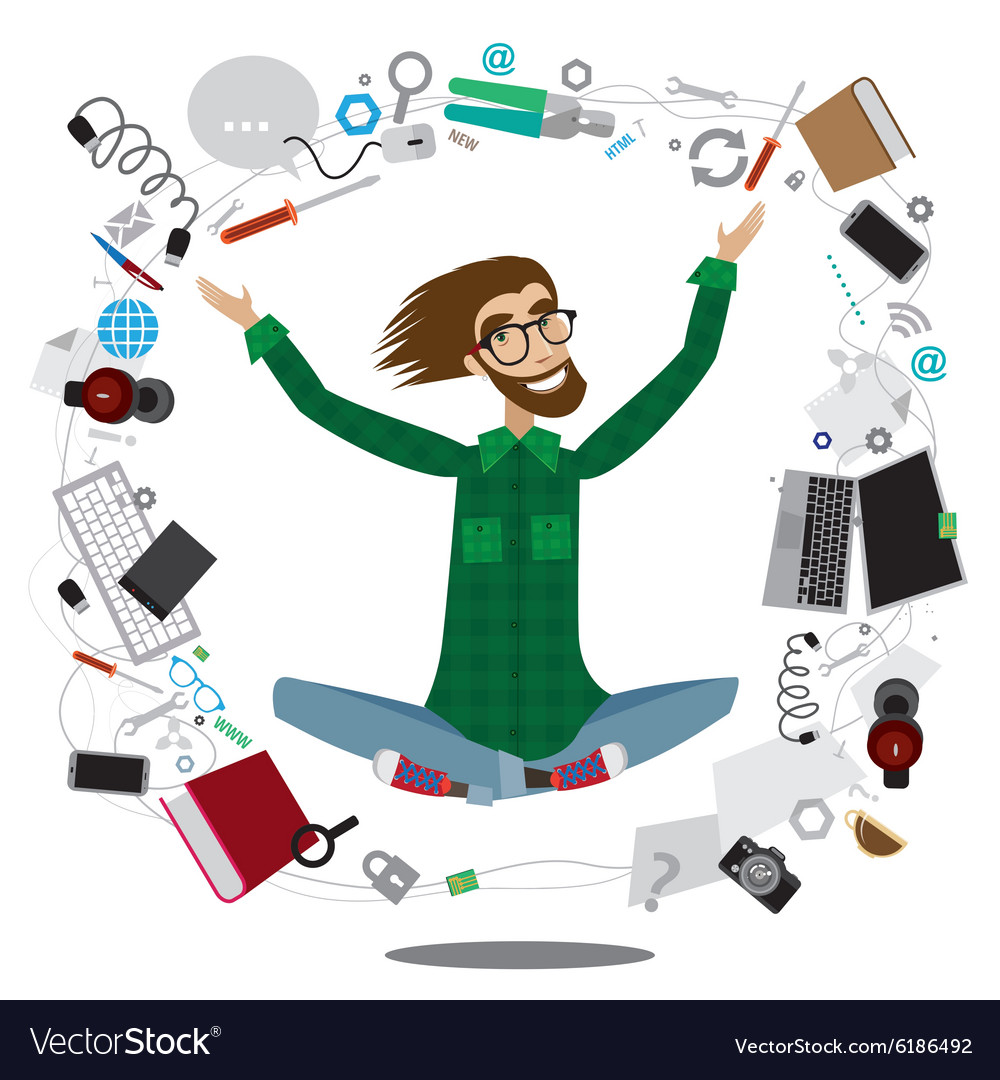 @
NEW
HTML
@
WWW
?
VectorStock®
VectorStock.com/6186492